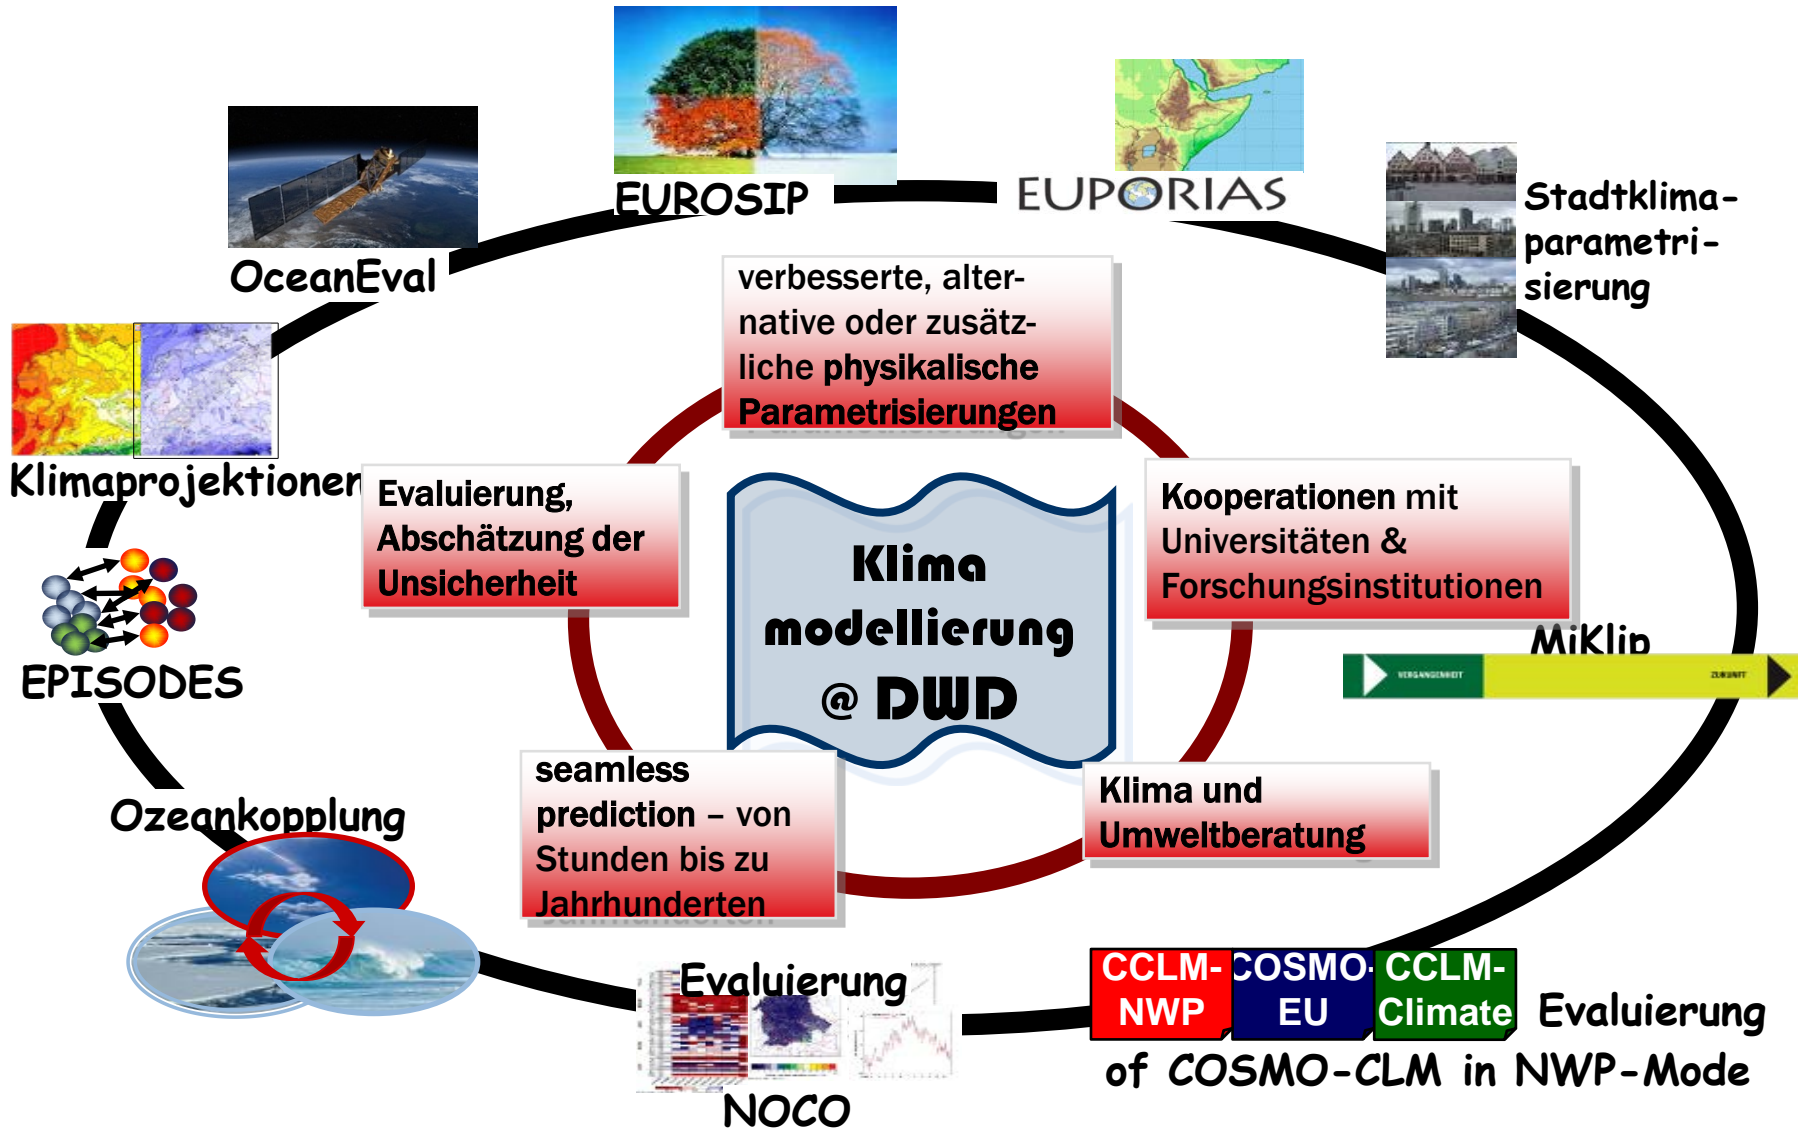 EUROSIP
EUPORIAS
OceanEval
Stadtklima-
parametri-
sierung
verbesserte, alter-
native oder zusätz-
liche physikalische
Parametrisierungen
Klimaprojektionen
Evaluierung,
Abschätzung der
Unsicherheit
Kooperationen mit
Universitäten &
Forschungsinstitutionen
Klima
modellierung
@ DWD
MiKlip
VERGANGENHEIT
ZUKUNFT
EPISODES
seamless
prediction – von
Stunden bis zu
Jahrhunderten
Klima und
Umweltberatung
Ozeankopplung
Evaluierung
NOCO
CCLM-
NWP
COSMO-
EU
CCLM-
Climate
Evaluierung
of COSMO-CLM in NWP-Mode